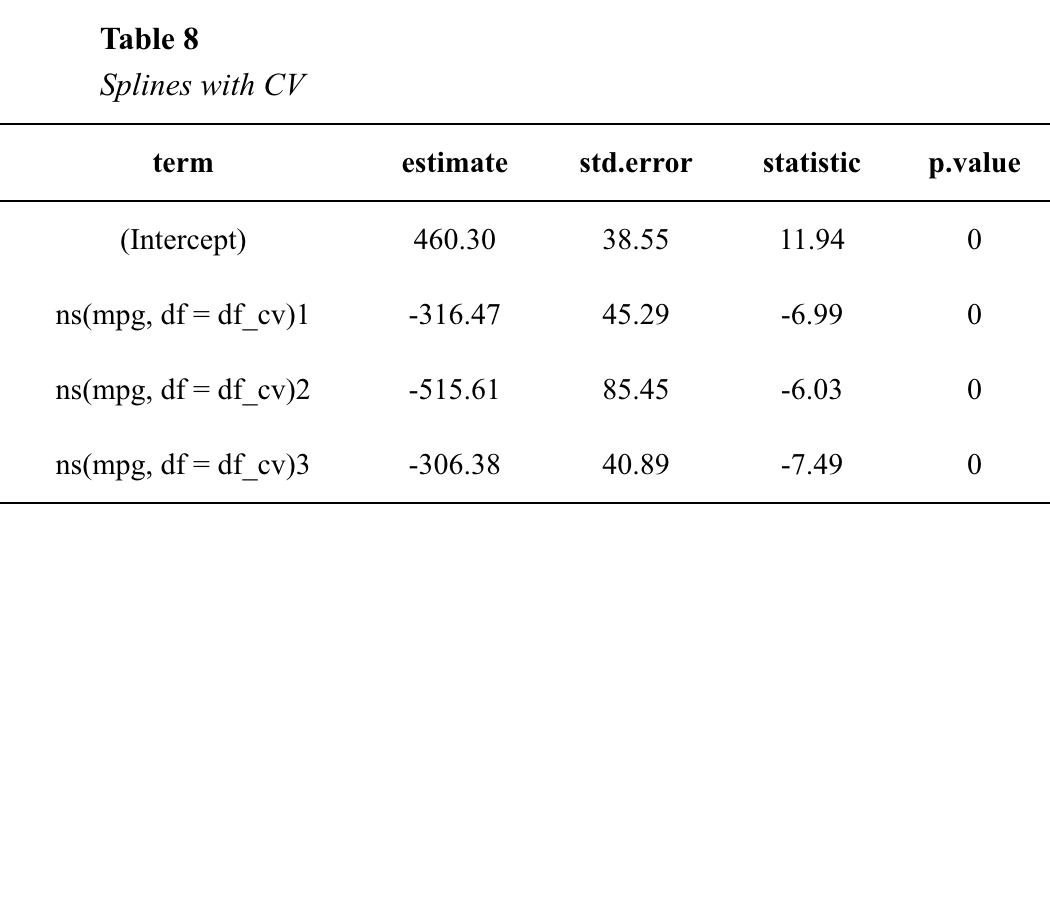 Table 8
Splines with CV
term estimate std.error statistic p.value
(Intercept) 460.30 38.55 11.94 0
ns(mpg, df = df_cv)1 -316.47 45.29 -6.99 0
ns(mpg, df = df_cv)2 -515.61 85.45 -6.03 0
ns(mpg, df = df_cv)3 -306.38 40.89 -7.49 0